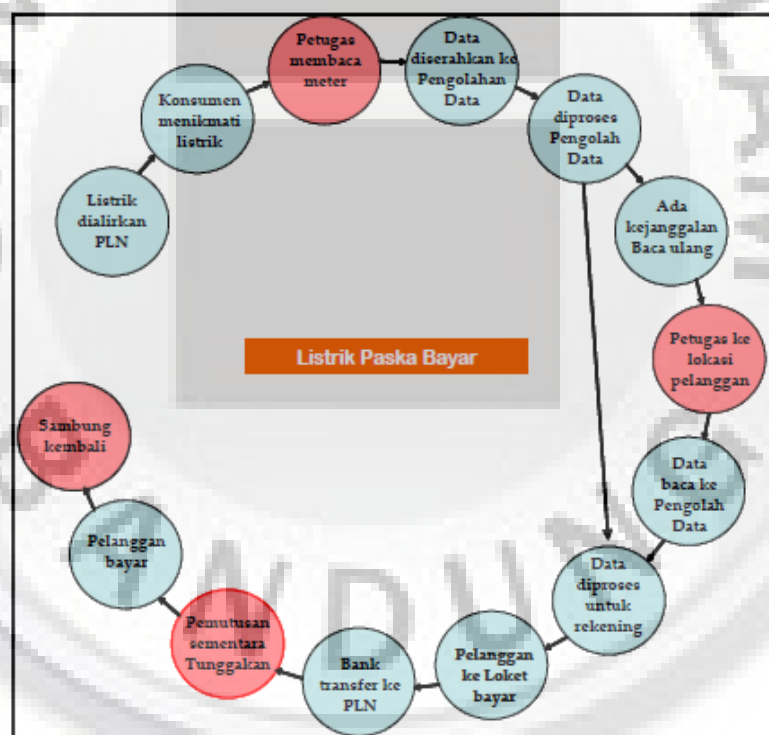 Petugas
membaca
meter
Data
diserahkan ke
Pengolahan
Data
Konsumen
menikmati
listrik
Data
diproses
Pengolah
Data
Listrik
dialirkan
PLN
Ada
kejanggalan
Baca ulang
Listrik Paska Bayar
Petugas ke
lokasi
pelanggan
Sambung
kembali
Data
baca ke
Pengolah
Data
Pelanggan
bayar
Data
diproses
untuk
rekening
Pemutusan
sementara
Tunggakan
Bank
transfer ke
PLN
Pelanggan
ke Loket
bayar
ANDUNG